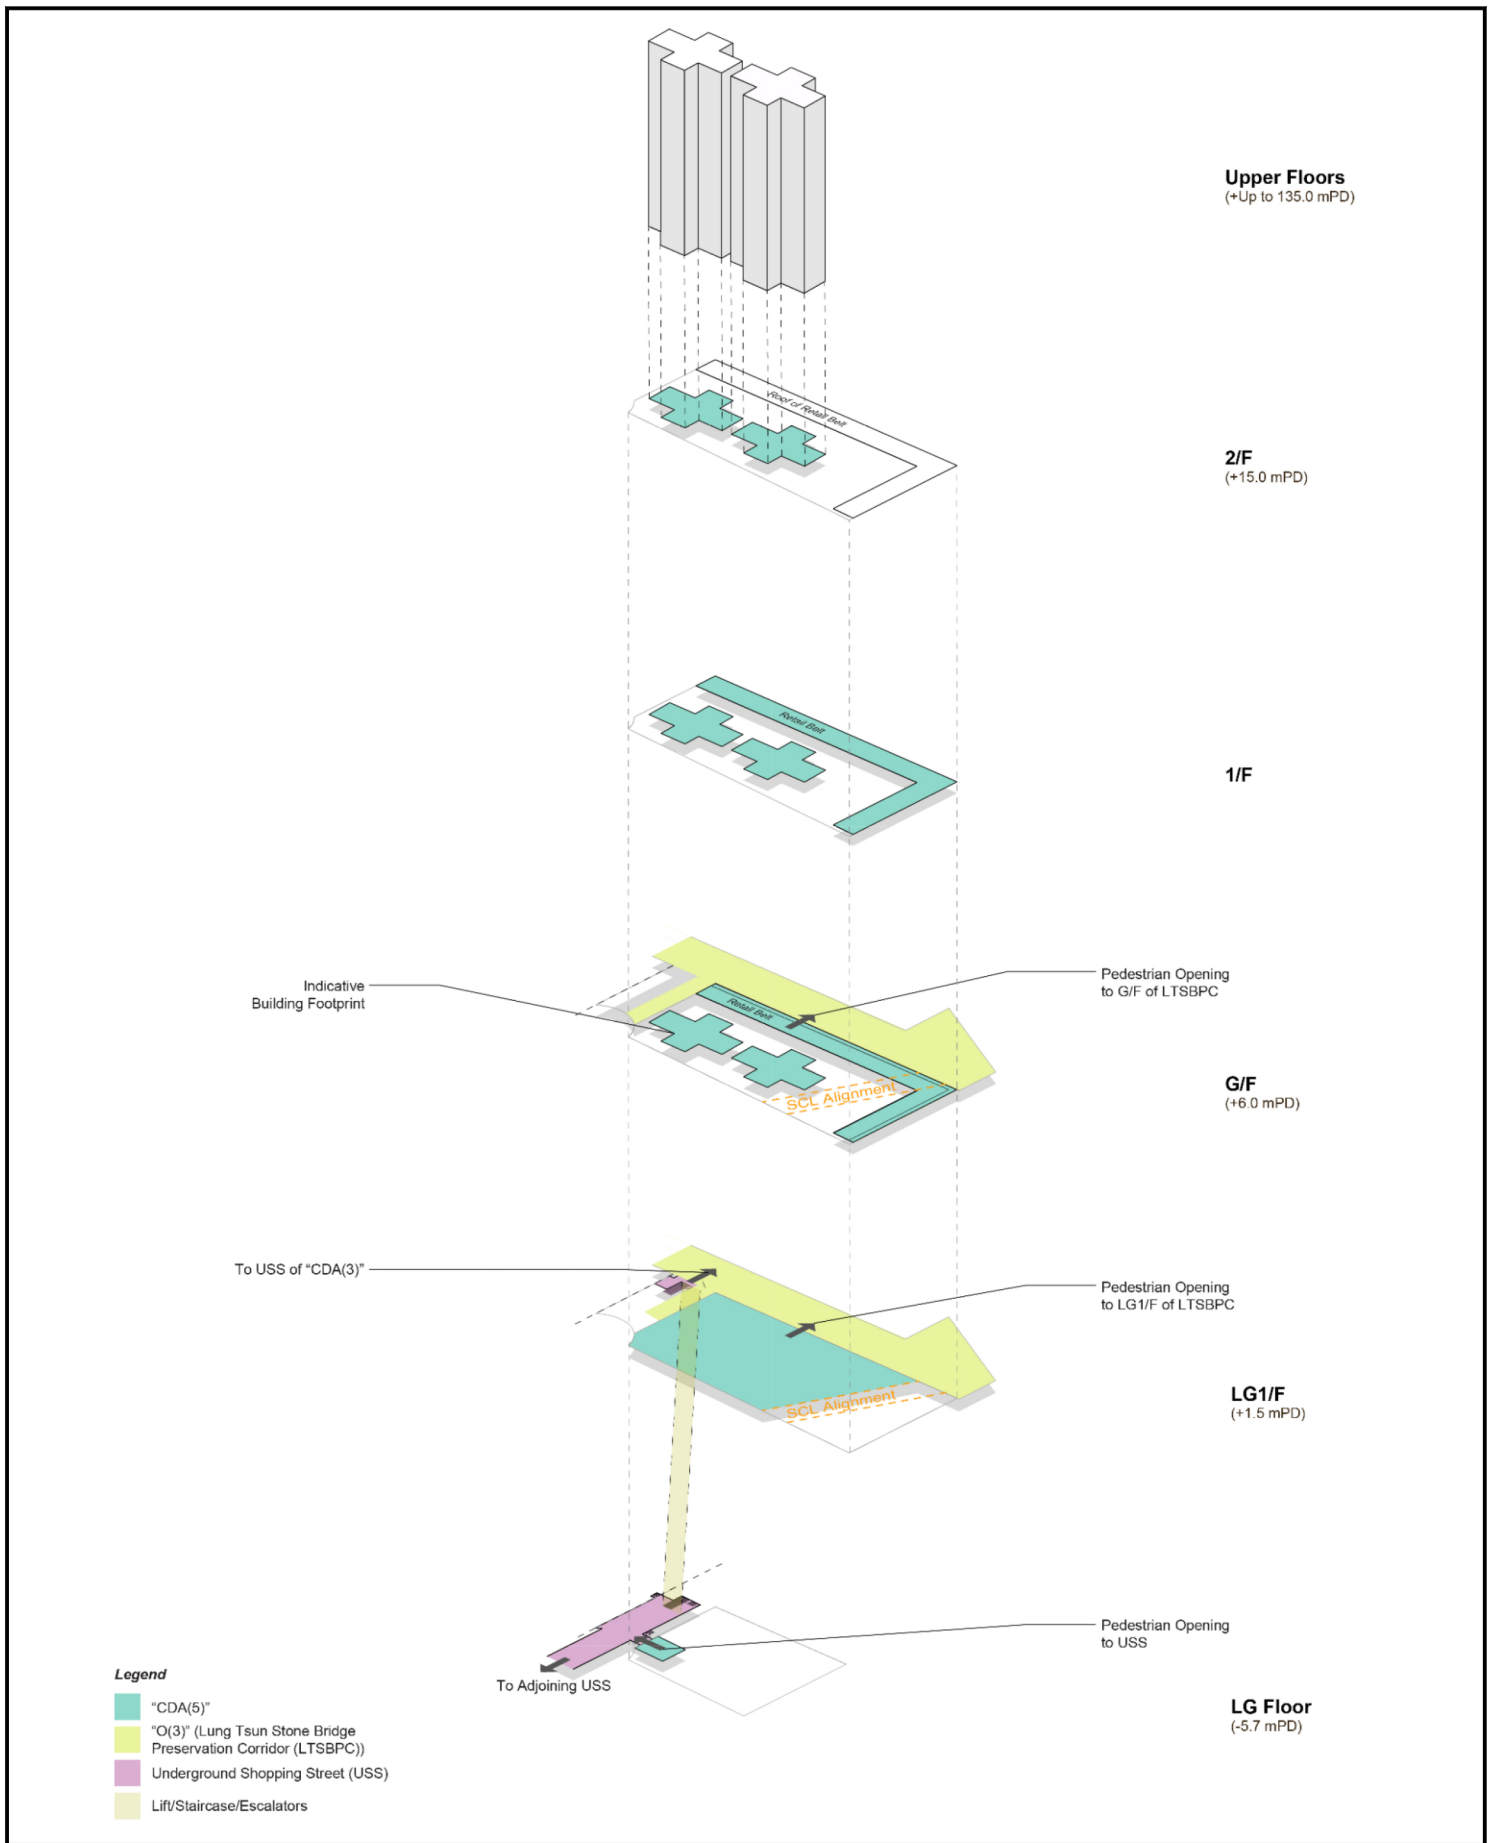 Upper Floors
(+Up to 135.0 mPD)
Roof of Retail Belt
2/F
(+15.0 mPD)
Retail Belt
1/F
Indicative
Building Footprint
Pedestrian Opening
to G/F of LTSBPC
Retail Belt
SCL Alignment
G/F
(+6.0 mPD)
To USS of “CDA(3)”
Pedestrian Opening
to LG1/F of LTSBPC
SCL Alignment
LG1/F
(+1.5 mPD)
Pedestrian Opening
to USS
To Adjoining USS
LG Floor
(-5.7 mPD)
Legend
“CDA(5)”
“O(3)” (Lung Tsun Stone Bridge
Preservation Corridor (LTSBPC))
Underground Shopping Street (USS)
Lift/Staircase/Escalators